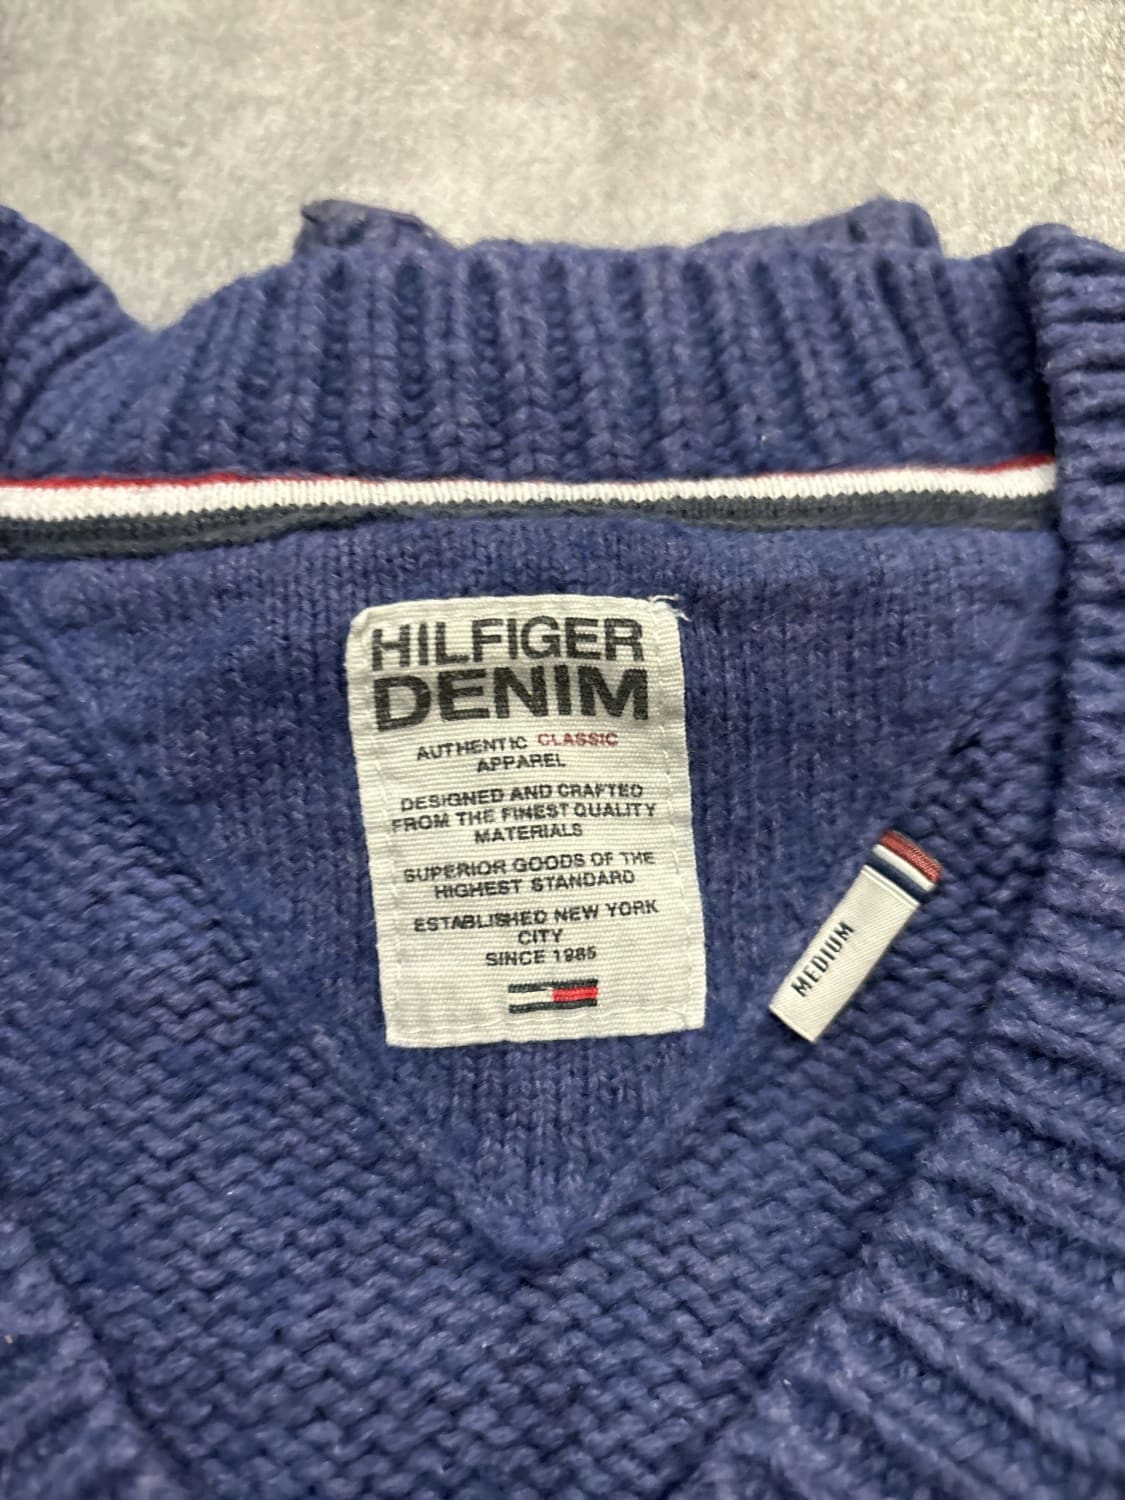 HILFIGER
DENIM
AUTHENTIC CLASSIC
APPAREL
DESIGNED AND CRAFTED
FROM THE FINEST QUALITY
MATERIALS
SUPERIOR GOODS OF THE
HIGHEST STANDARD
ESTABLISHED NEW YORK
CITY
SINCE 1985
MEDIUM